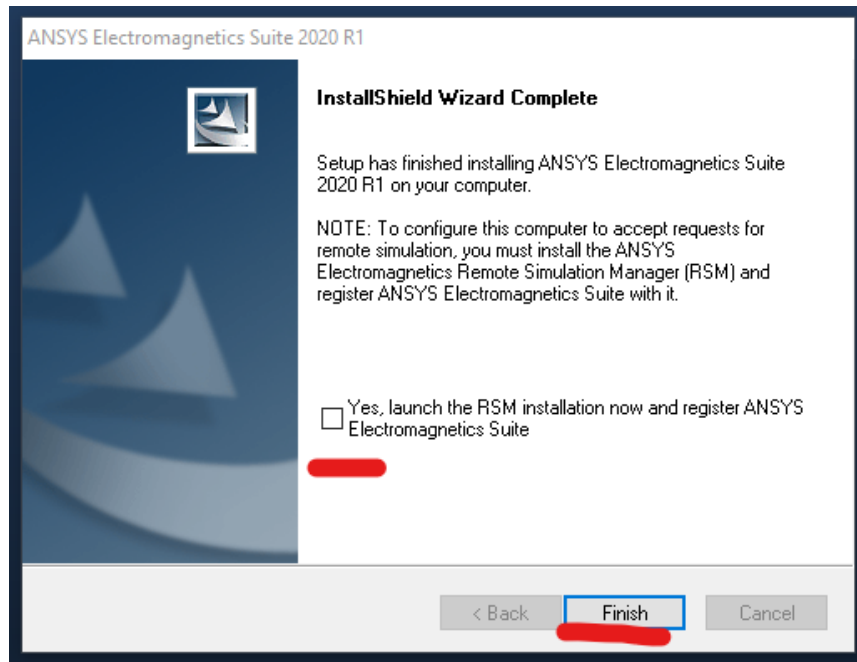 ANSYS Electromagnetics Suite 2020 R1
InstallShield Wizard Complete
Setup has finished installing ANSYS Electromagnetics Suite
2020 R1 on your computer.
NOTE: To configure this computer to accept requests for
remote simulation, you must install the ANSYS
Electromagnetics Remote Simulation Manager (RSM) and
register ANSYS Electromagnetics Suite with it.
Yes, launch the RSM installation now and register ANSYS
Electromagnetics Suite
< Back Finish Cancel